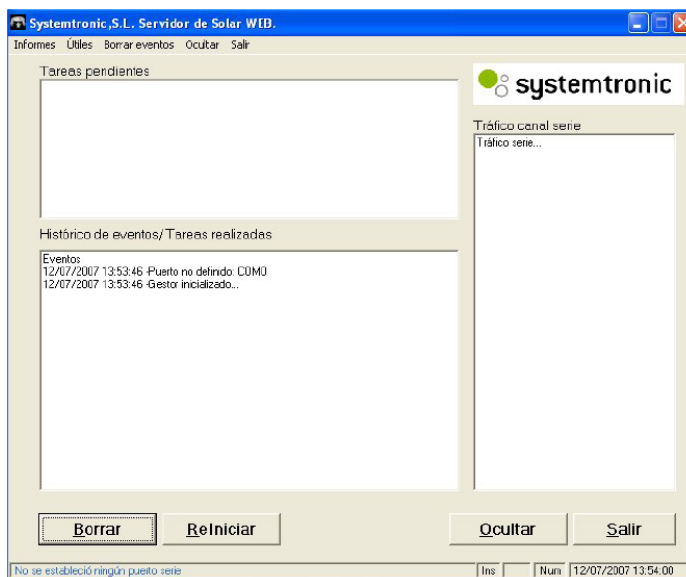 Systemtronic,S.L. Servidor de Solar WEB.
Informes Útiles Borrar eventos Ocultar Salir
Tareas pendientes
systemtronic
Tráfico canal serie
Tráfico serie...
Histórico de eventos/Tareas realizadas
Eventos
12/07/2007 13:53:46 -Puerto no definido: COM0
12/07/2007 13:53:46 -Gestor inicializado...
Borrar ReIniciar Ocultar Salir
No se estableció ningún puerto serie Ins Num 12/07/2007 13:54:00